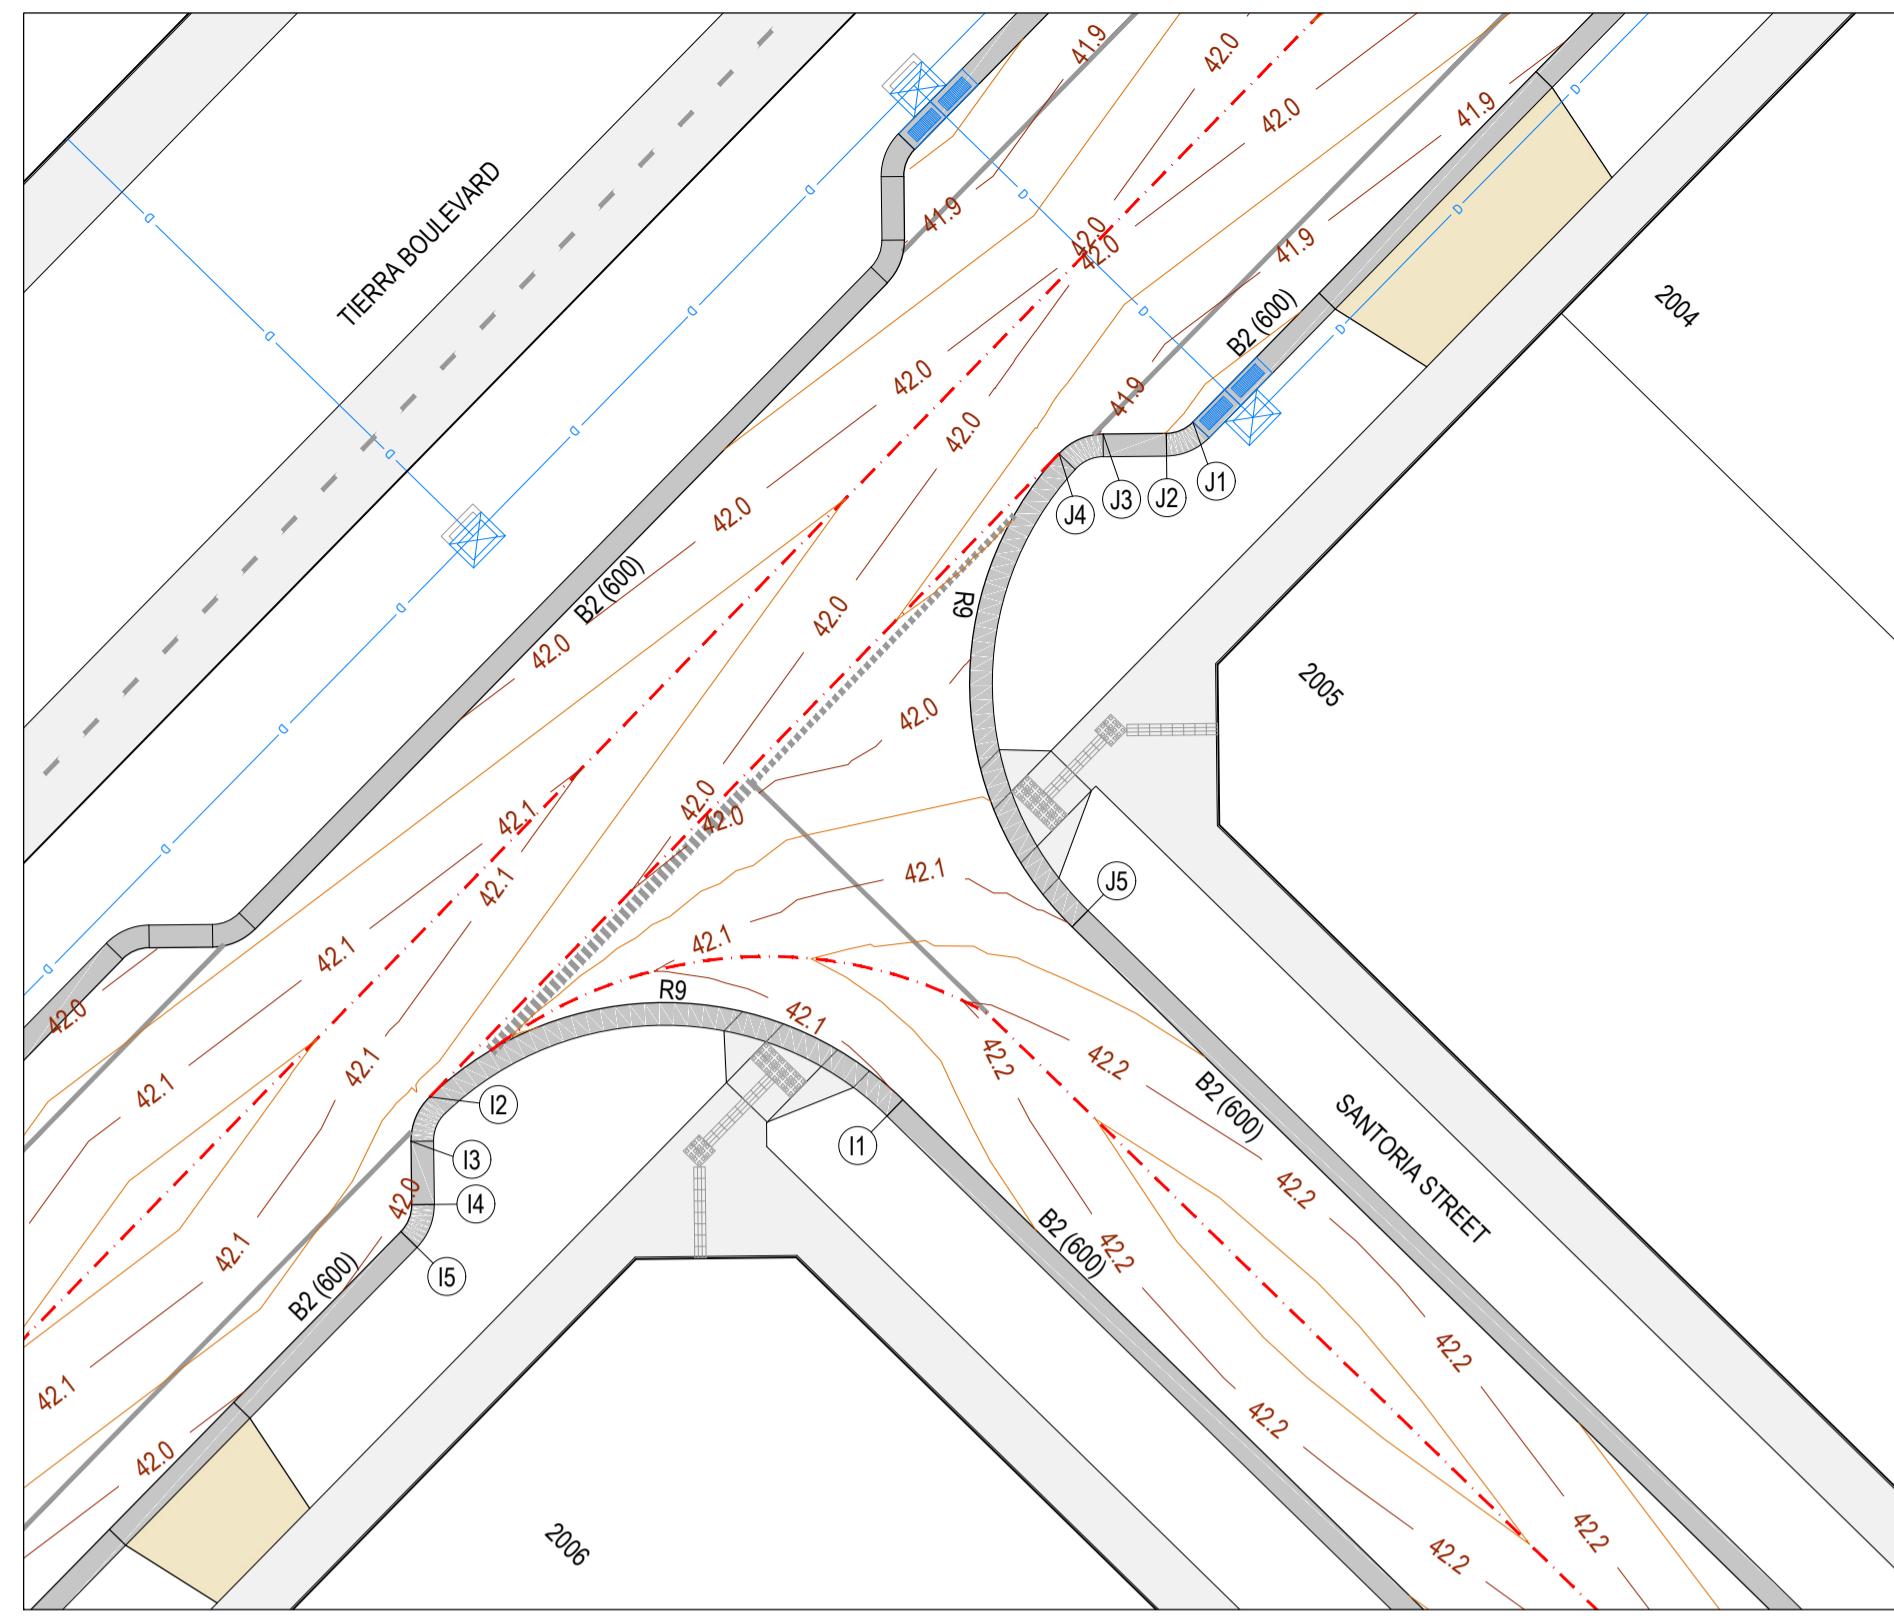 41.9
42.0
42.0
41.9
TIERRA BOULEVARD
D
D
D
D
D
41.9
D
42.0
42.0
41.9
D
D
D
D
2004
B2 (600)
42.0
41.9
42.0
D
D
J1
J2
J3
J4
42.0
B2 (600)
D
R9
42.0
42.0
2005
42.0
D
42.0
42.0
42.1
D
42.1
J5
42.1
42.1
42.1
D
R9
42.0
42.1
42.2
42.2
42.1
42.1
I2
B2 (600)
SANTORIA STREET
I1
I3
42.0
I4
42.2
42.1
B2 (600)
42.2
B2 (600)
I5
42.1
42.2
42.2
42.0
2006
42.2
42.2